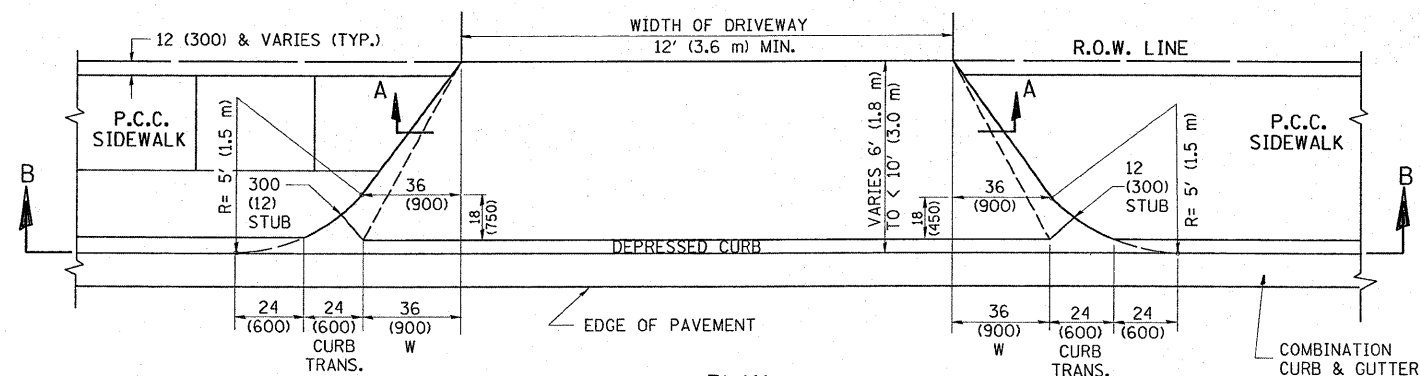 WIDTH OF DRIVEWAY
12' (3.6 m) MIN.
12 (300) & VARIES (TYP.)
R.O.W. LINE
A
A
P.C.C.
SIDEWALK
P.C.C.
SIDEWALK
B
B
R= 5' (1.5 m)
300
(12)
STUB
36
(900)
18
(750)
VARIES 6' (1.8 m)
TO < 10' (3.0 m)
18
(450)
36
(900)
12
(300)
STUB
R= 5' (1.5 m)
DEPRESSED CURB
24
(600)
24
(600)
CURB
TRANS.
36
(900)
W
EDGE OF PAVEMENT
36
(900)
W
24
(600)
CURB
TRANS.
24
(600)
COMBINATION
CURB & GUTTER